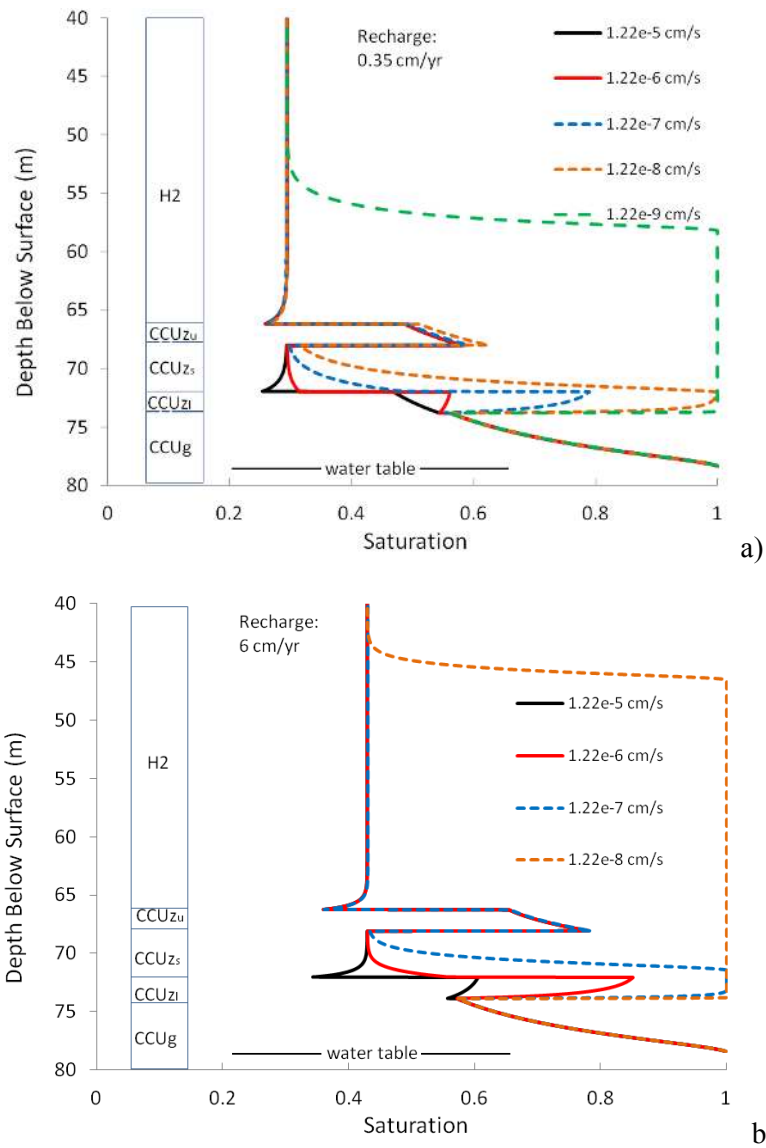 40
45
50
55
60
65
70
75
80
Depth Below Surface (m)
H2
CCUzu
CCUzs
CCUzl
CCUg
Recharge:
0.35 cm/yr
1.22e-5 cm/s
1.22e-6 cm/s
1.22e-7 cm/s
1.22e-8 cm/s
1.22e-9 cm/s
water table
0 0.2 0.4 0.6 0.8 1
Saturation
a)
40
45
50
55
60
65
70
75
80
Depth Below Surface (m)
H2
CCUzu
CCUzs
CCUzl
CCUg
Recharge:
6 cm/yr
1.22e-5 cm/s
1.22e-6 cm/s
1.22e-7 cm/s
1.22e-8 cm/s
water table
0 0.2 0.4 0.6 0.8 1
Saturation
b